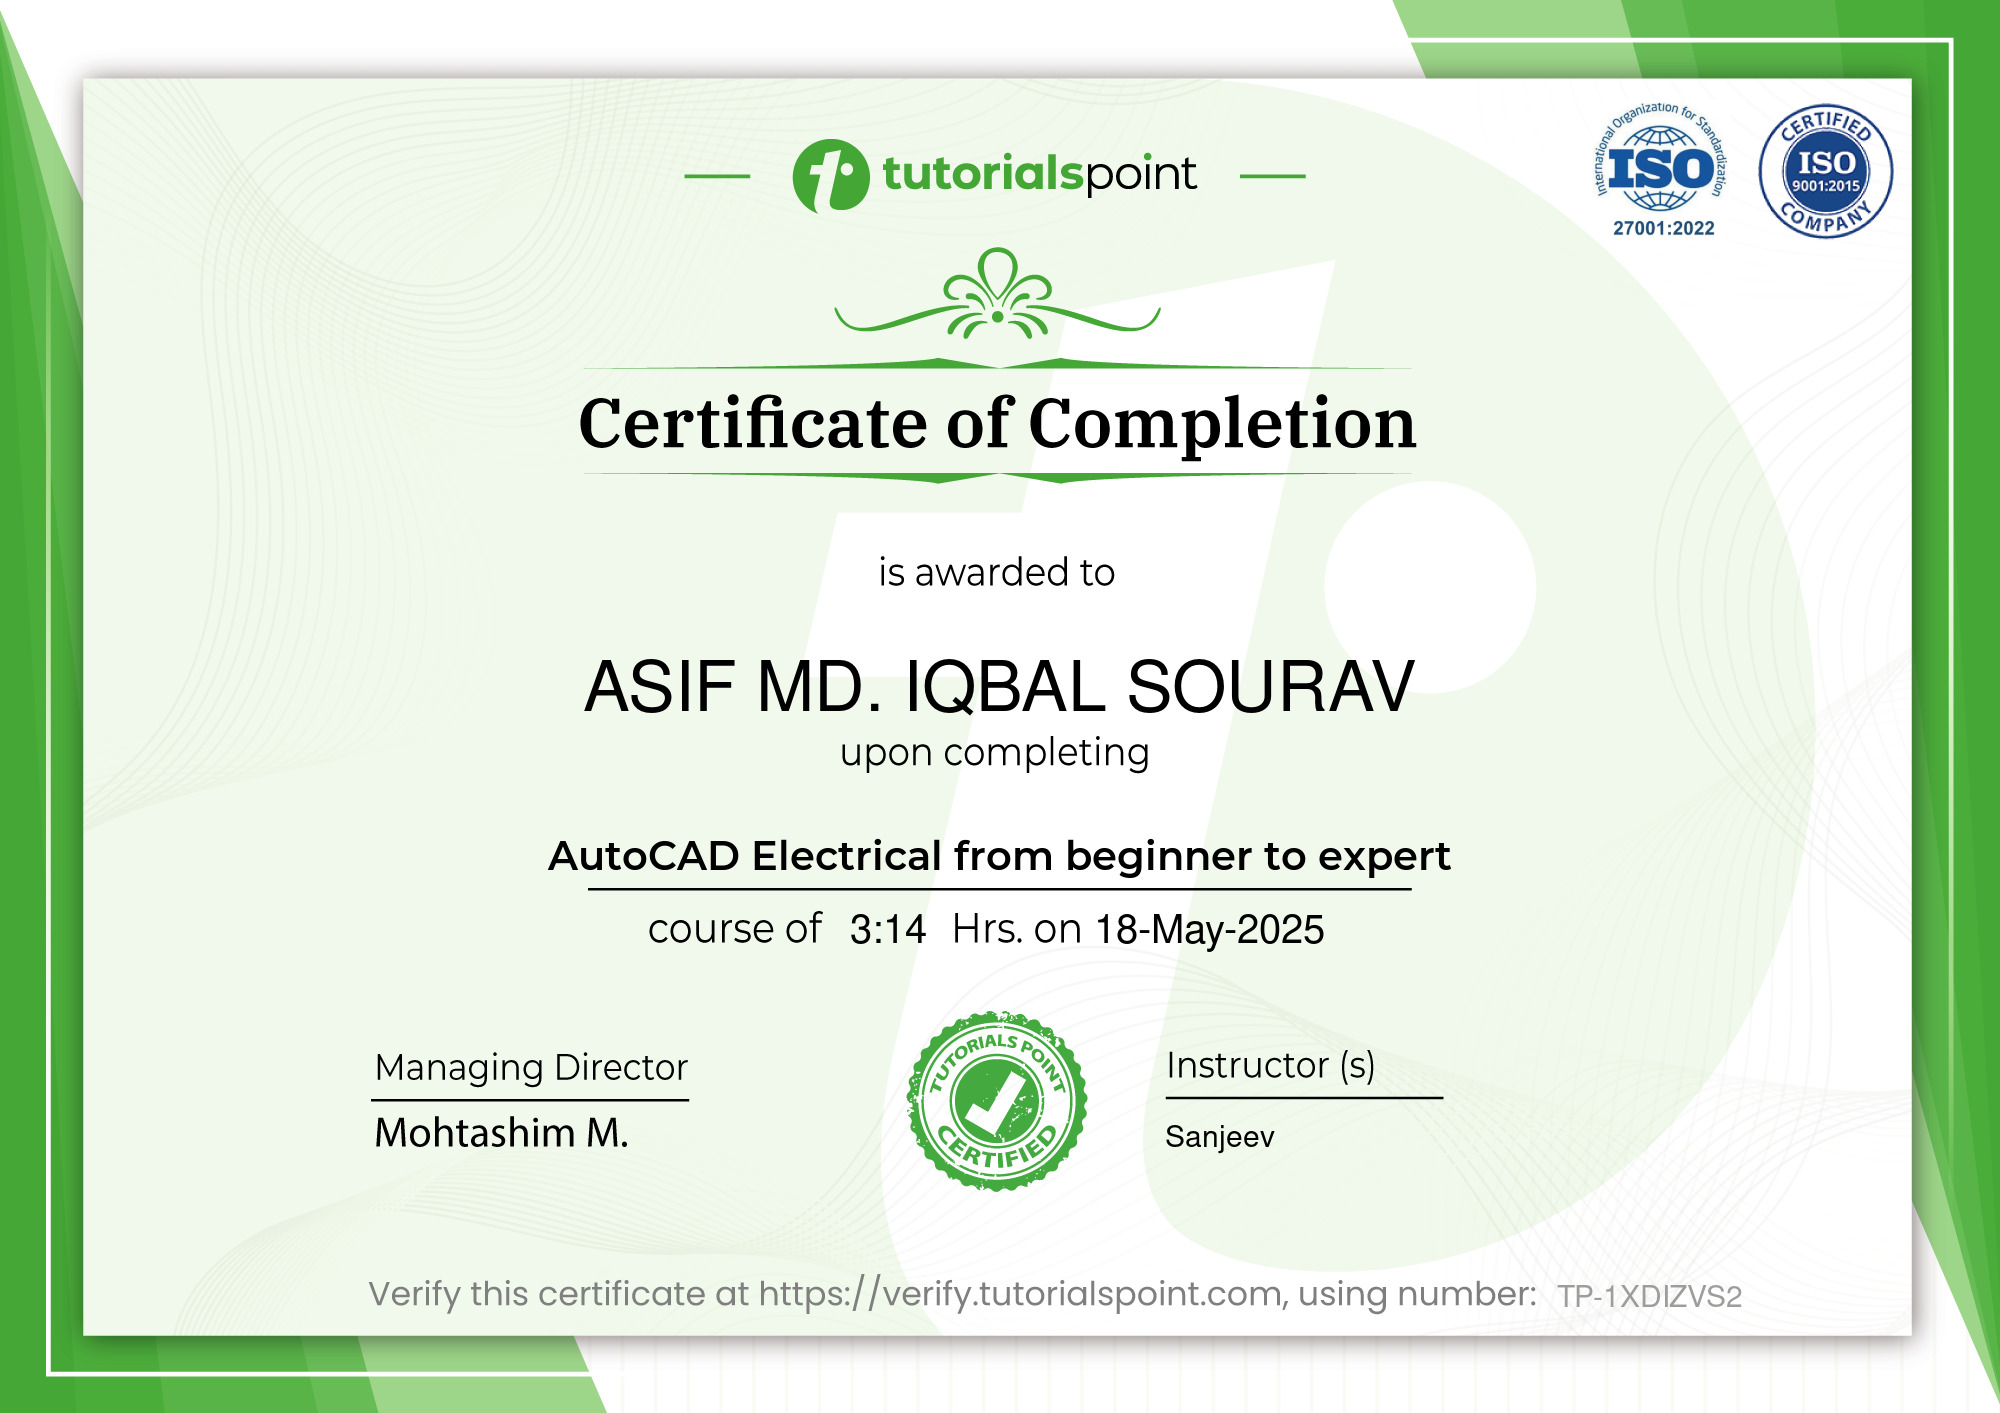 tutorialspoint
International Organization for Standardization
ISO
27001:2022
CERTIFIED
ISO
9001:2015
COMPANY
Certificate of Completion
is awarded to
ASIF MD. IQBAL SOURAV
upon completing
AutoCAD Electrical from beginner to expert
course of 3:14 Hrs. on 18-May-2025
Managing Director
Mohtashim M.
TUTORIALS POINT
CERTIFIED
Instructor (s)
Sanjeev
Verify this certificate at https://verify.tutorialspoint.com, using number: TP-1XDIZVS2